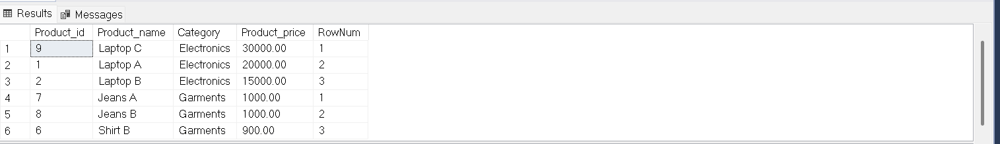 Results Messages
Product_id Product_name Category Product_price RowNum
1 9 Laptop C Electronics 30000.00 1
2 1 Laptop A Electronics 20000.00 2
3 2 Laptop B Electronics 15000.00 3
4 7 Jeans A Garments 1000.00 1
5 8 Jeans B Garments 1000.00 2
6 6 Shirt B Garments 900.00 3